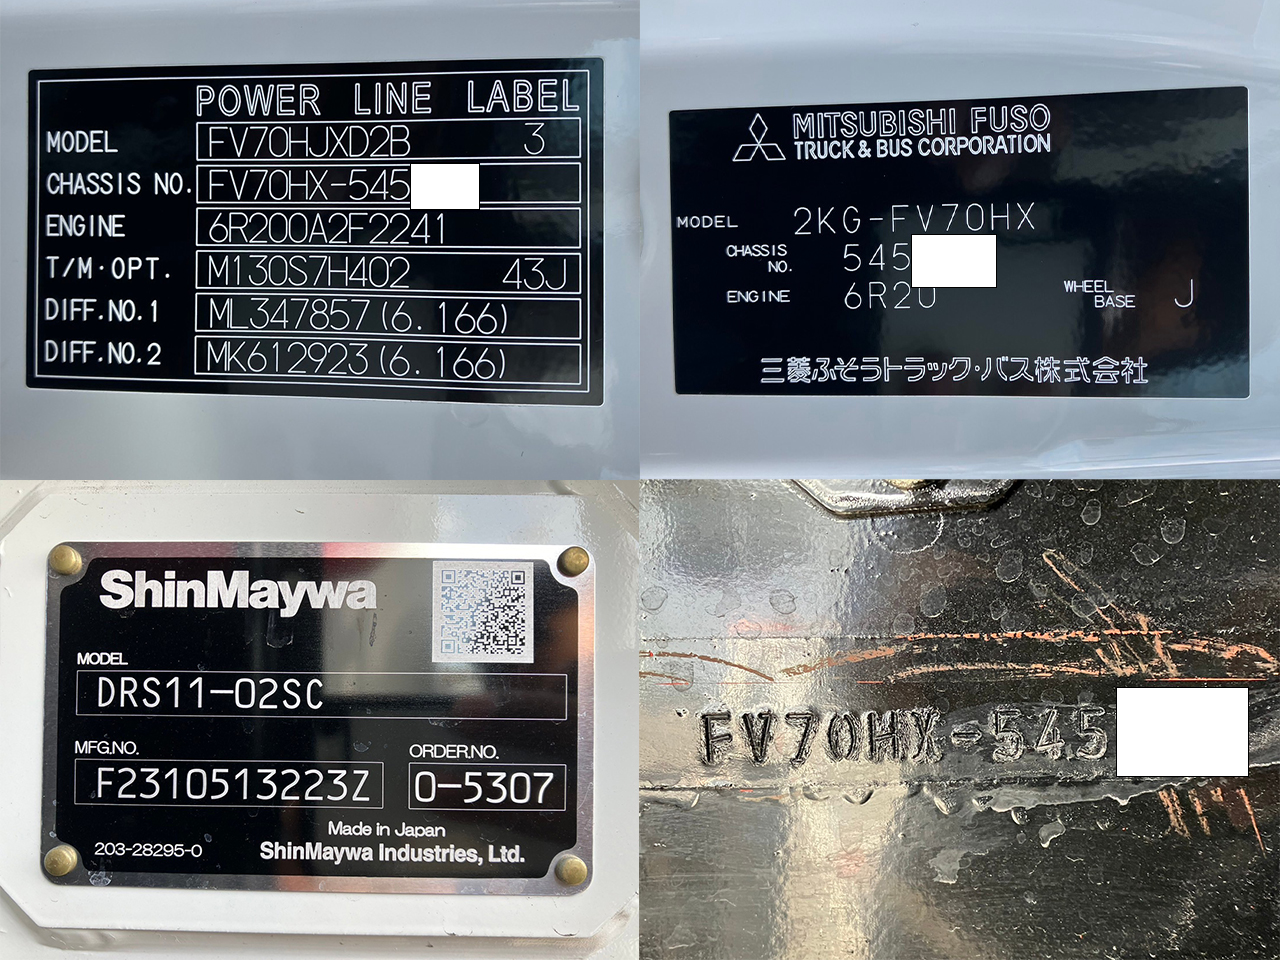 POWER LINE LABEL
MODEL FV70HJXD2B 3
CHASSIS NO. FV70HX-545
ENGINE 6R200A2F2241
T/M·OPT. M130S7H402 43J
DIFF.NO.1 ML347857(6.166)
DIFF.NO.2 MK612923(6.166)
MITSUBISHI FUSO
TRUCK & BUS CORPORATION
MODEL 2KG-FV70HX
CHASSIS NO. 545
ENGINE 6R20 WHEEL BASE J
三菱ふそうトラック・バス株式会社
ShinMaywa
MODEL
DRS11-02SC
MFG.NO. ORDER.NO.
F2310513223Z 0-5307
Made in Japan
203-28295-0 ShinMaywa Industries, Ltd.
FV70HX-545